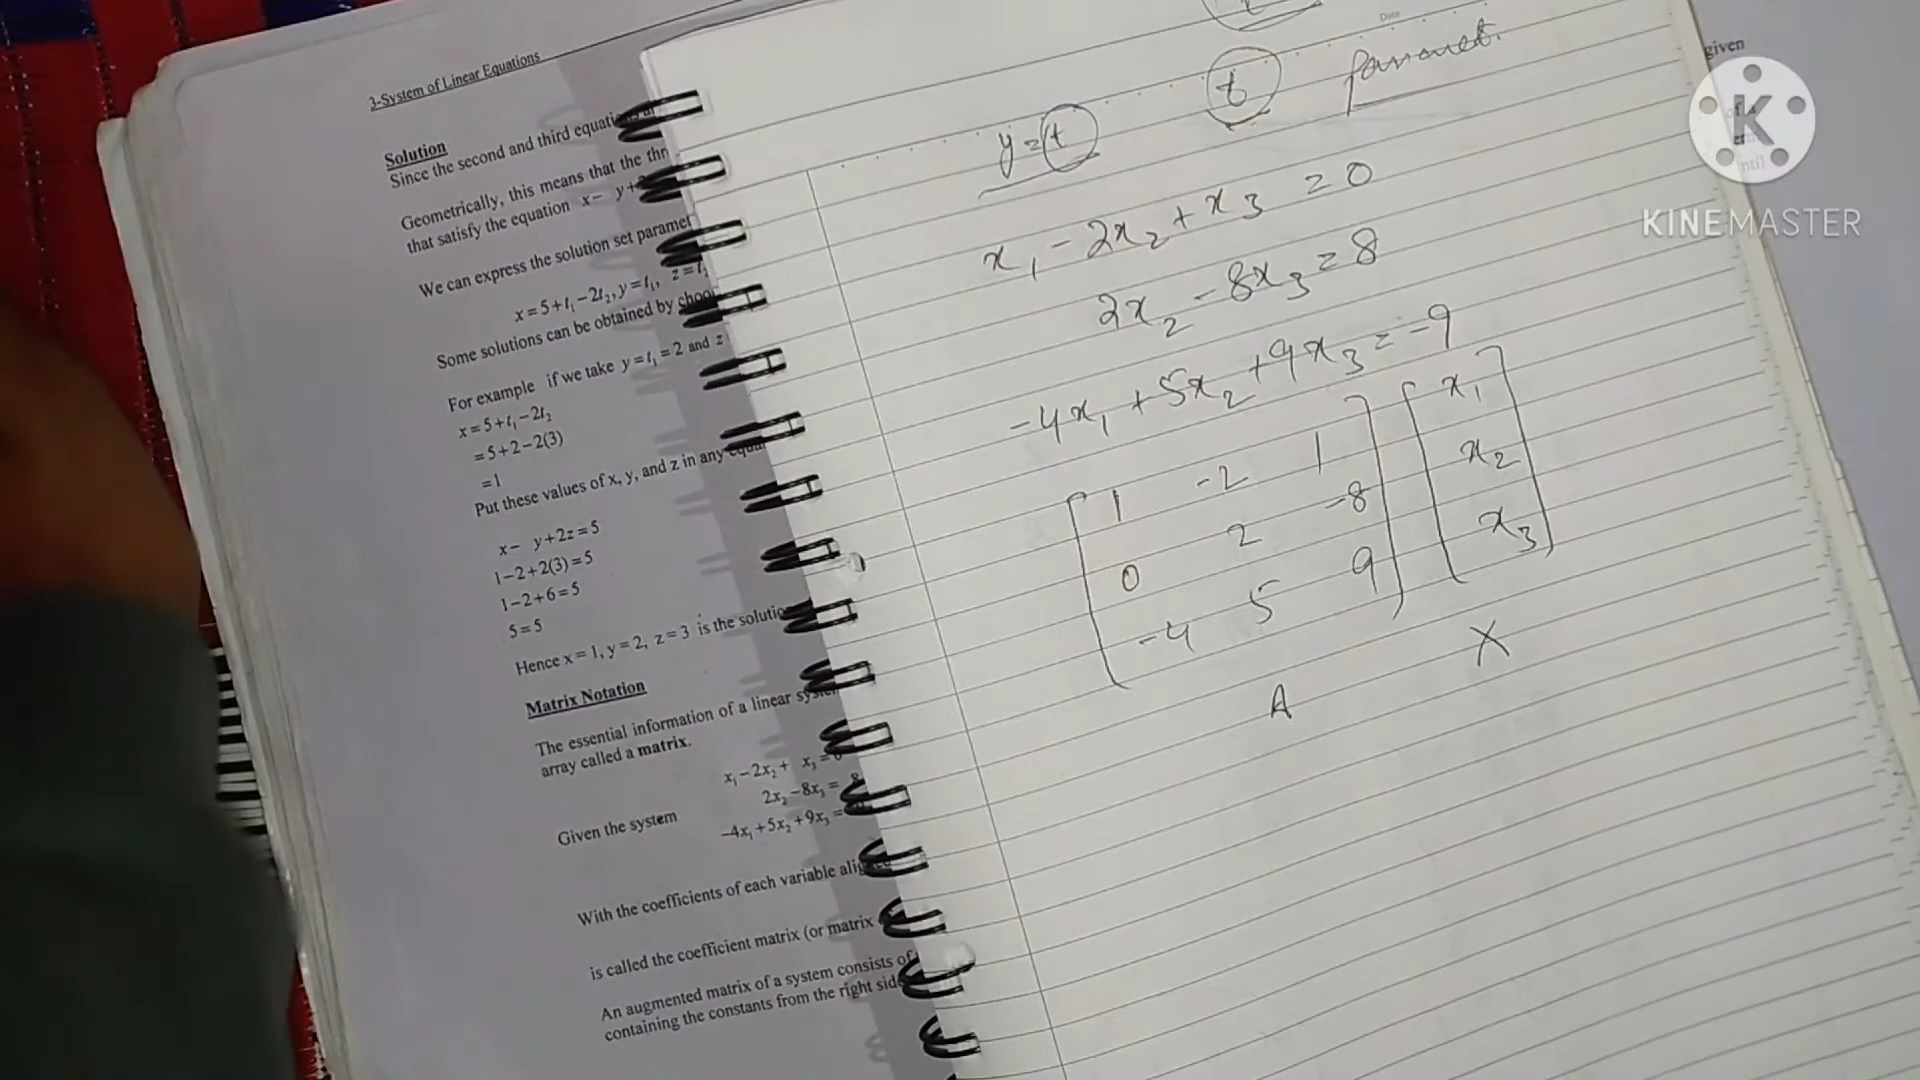 3-System of Linear Equations
Solution
Since the second and third equations
Geometrically, this means that the thr
that satisfy the equation x− y+
We can express the solution set paramet
x = 5 + t₁ − 2t₂, y = t₁, z = t₂
Some solutions can be obtained by choo
For example if we take y = t₁ = 2 and z
x = 5 + t₁ − 2t₂
= 5 + 2 − 2(3)
= 1
Put these values of x, y, and z in any equa
x − y + 2z = 5
1 − 2 + 2(3) = 5
1 − 2 + 6 = 5
5 = 5
Hence x = 1, y = 2, z = 3 is the solutio
Matrix Notation
The essential information of a linear system
array called a matrix.
x₁ − 2x₂ + x₃ = 0
2x₂ − 8x₃ = 8
Given the system
−4x₁ + 5x₂ + 9x₃ =
With the coefficients of each variable alig
is called the coefficient matrix (or matrix
An augmented matrix of a system consists of
containing the constants from the right side
Date
t
y = t
x₁ − 2x₂ + x₃ = 0
2x₂ − 8x₃ = 8
−4x₁ + 5x₂ + 9x₃ = −9
1 −2 1 x₁
0 2 −8 x₂
−4 5 9 x₃
A X
given
K
KINEMASTER